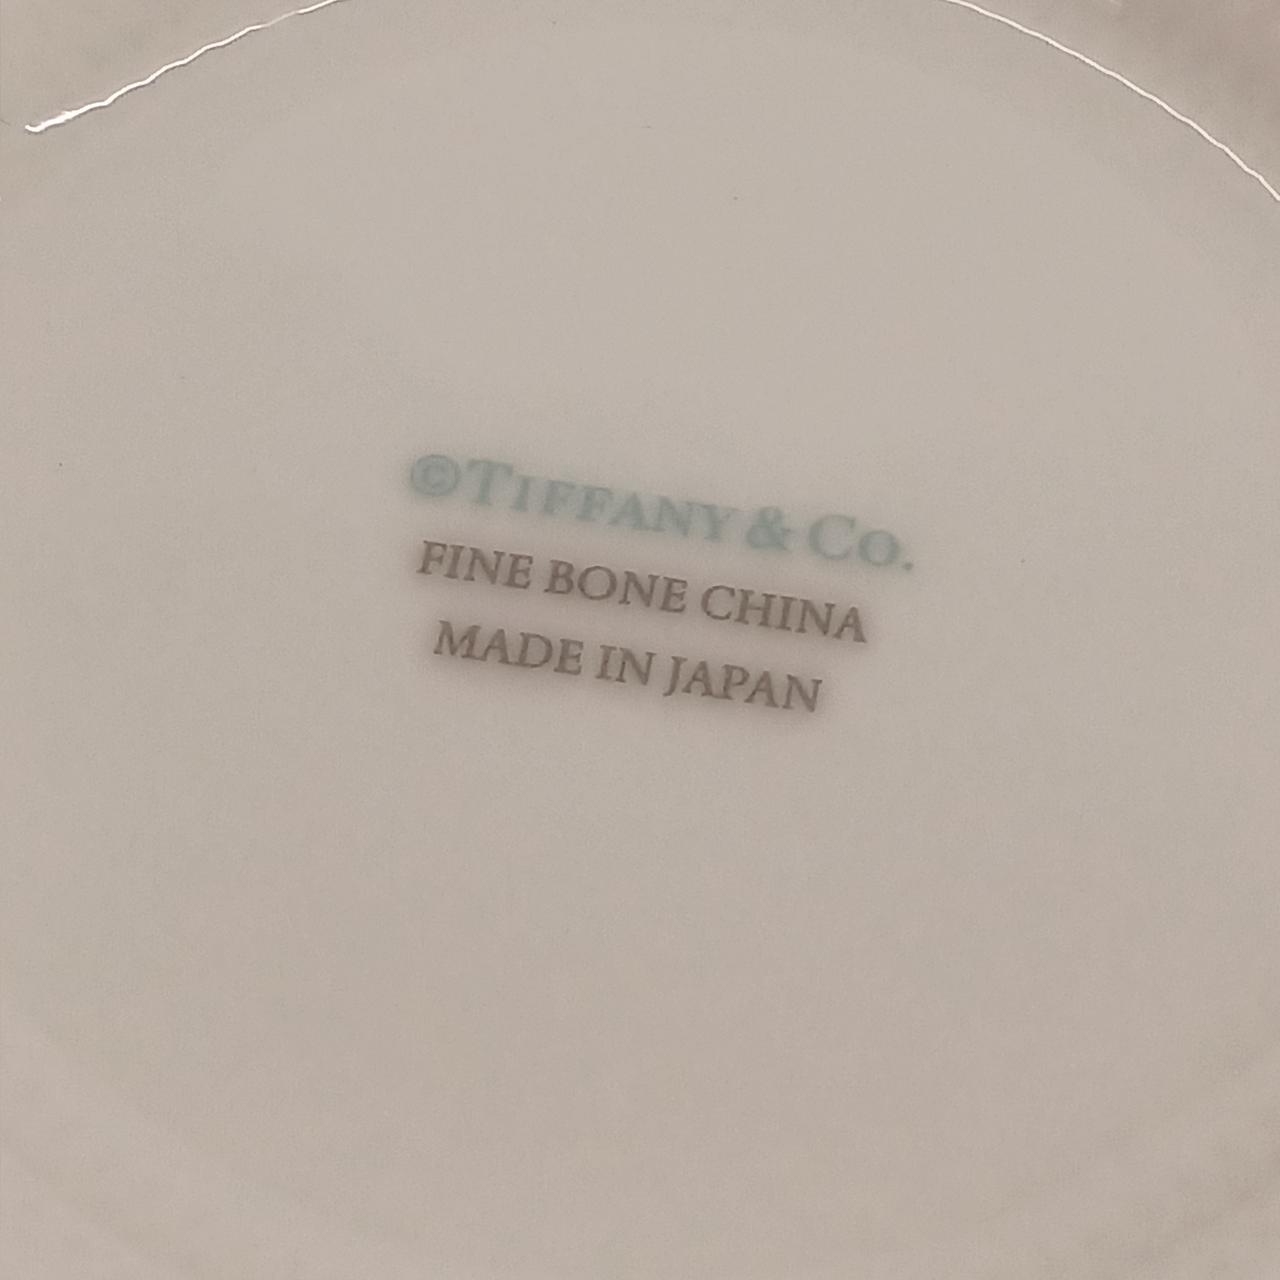 ©TIFFANY & CO.
FINE BONE CHINA
MADE IN JAPAN